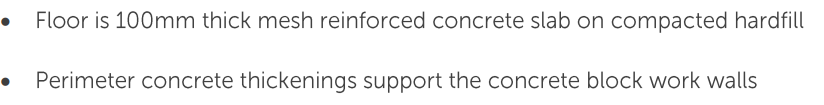 • Floor is 100mm thick mesh reinforced concrete slab on compacted hardfill
• Perimeter concrete thickenings support the concrete block work walls